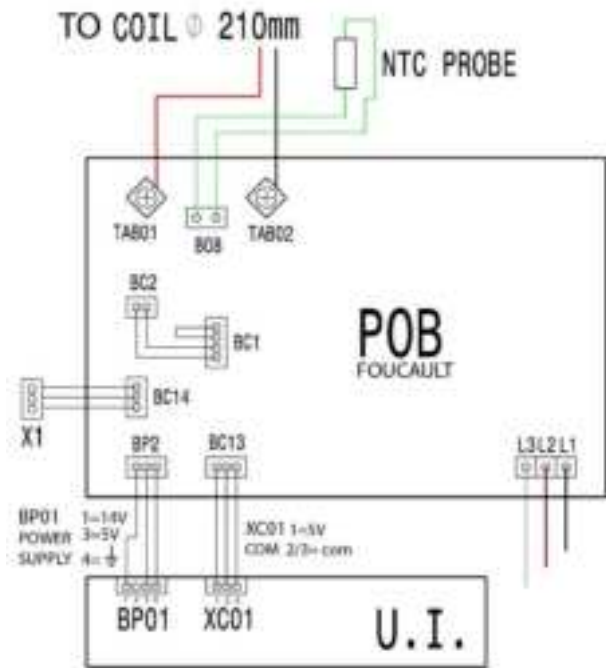 TO COIL ⌀ 210mm
NTC PROBE
TAB01
B08
TAB02
BC2
BC1
POB
FOUCAULT
X1
BC14
BP2
BC13
L3 L2 L1
BP01 1=14V
POWER 3=5V
SUPPLY 4=⏚
XC01 1=5V
COM 2/3= com
BP01
XC01
U.I.